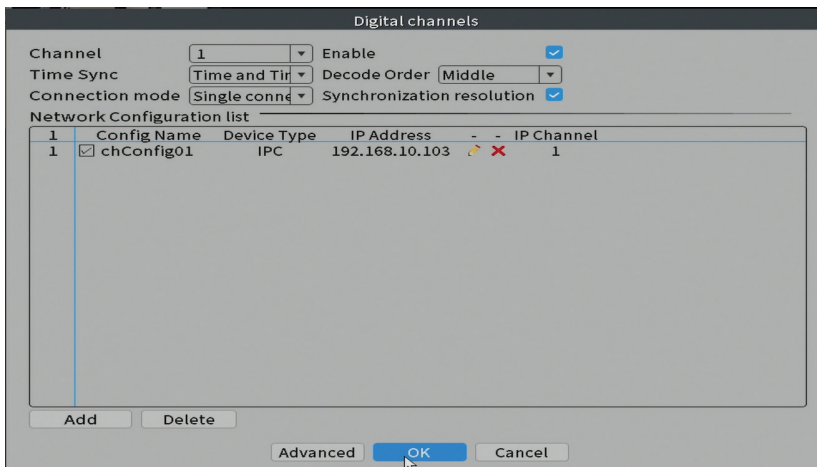 Digital channels
Channel 1 Enable
Time Sync Time and Tir Decode Order Middle
Connection mode Single conne Synchronization resolution
Network Configuration list
1 Config Name Device Type IP Address - - IP Channel
1 chConfig01 IPC 192.168.10.103 1
Add Delete
Advanced OK Cancel